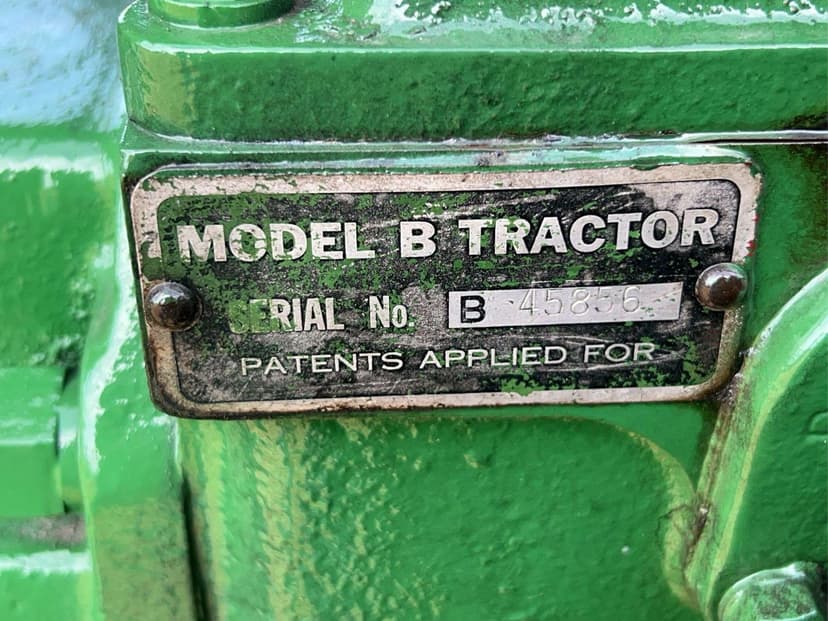 MODEL B TRACTOR
SERIAL No. B 45856
PATENTS APPLIED FOR